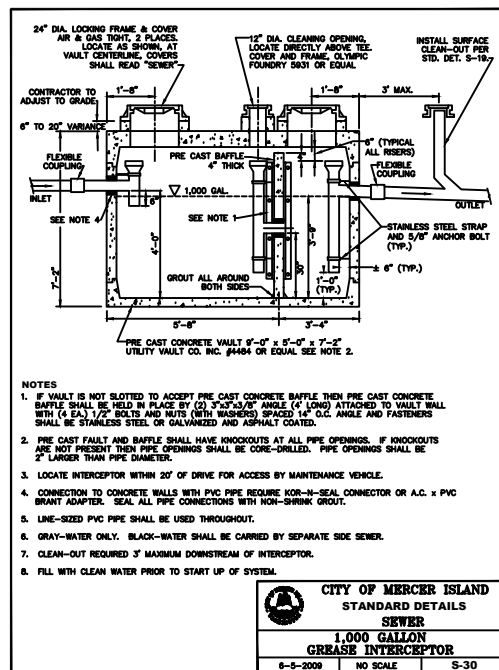 24" DIA. LOCKING FRAME & COVER
AIR & GAS TIGHT, 2 PLACES.
LOCATE AS SHOWN, AT
VAULT CENTERLINE, COVERS
SHALL READ "SEWER"
12" DIA. CLEANING OPENING,
LOCATE DIRECTLY ABOVE TEE.
COVER AND FRAME, OLYMPIC
FOUNDRY 5931 OR EQUAL
INSTALL SURFACE
CLEAN-OUT PER
STD. DET. S-19.
1'-8"
1'-8"
3' MAX.
CONTRACTOR TO
ADJUST TO GRADE
6" TO 20" VARIANCE
6" (TYPICAL
ALL RISERS)
PRE CAST BAFFLE
4" THICK
4"
FLEXIBLE
COUPLING
FLEXIBLE
COUPLING
1,000 GAL.
INLET
6"
OUTLET
SEE NOTE 4
SEE NOTE 1
STAINLESS STEEL STRAP
AND 5/8" ANCHOR BOLT
(TYP.)
7'-2"
4'-0"
3'-9"
30"
± 6" (TYP.)
1'-0"
(TYP.)
GROUT ALL AROUND
BOTH SIDES
5'-8"
3'-4"
PRE CAST CONCRETE VAULT 9'-0" x 5'-0" x 7'-2"
UTILITY VAULT CO. INC. #4484 OR EQUAL SEE NOTE 2.
NOTES
1. IF VAULT IS NOT SLOTTED TO ACCEPT PRE CAST CONCRETE BAFFLE THEN PRE CAST CONCRETE
BAFFLE SHALL BE HELD IN PLACE BY (2) 3"x3"x3/8" ANGLE (4' LONG) ATTACHED TO VAULT WALL
WITH (4 EA.) 1/2" BOLTS AND NUTS (WITH WASHERS) SPACED 14" O.C. ANGLE AND FASTENERS
SHALL BE STAINLESS STEEL OR GALVANIZED AND ASPHALT COATED.
2. PRE CAST FAULT AND BAFFLE SHALL HAVE KNOCKOUTS AT ALL PIPE OPENINGS. IF KNOCKOUTS
ARE NOT PRESENT THEN PIPE OPENINGS SHALL BE CORE-DRILLED. PIPE OPENINGS SHALL BE
2" LARGER THAN PIPE DIAMETER.
3. LOCATE INTERCEPTOR WITHIN 20' OF DRIVE FOR ACCESS BY MAINTENANCE VEHICLE.
4. CONNECTION TO CONCRETE WALLS WITH PVC PIPE REQUIRE KOR-N-SEAL CONNECTOR OR A.C. x PVC
BRANT ADAPTER. SEAL ALL PIPE CONNECTIONS WITH NON-SHRINK GROUT.
5. LINE-SIZED PVC PIPE SHALL BE USED THROUGHOUT.
6. GRAY-WATER ONLY. BLACK-WATER SHALL BE CARRIED BY SEPARATE SIDE SEWER.
7. CLEAN-OUT REQUIRED 3' MAXIMUM DOWNSTREAM OF INTERCEPTOR.
8. FILL WITH CLEAN WATER PRIOR TO START UP OF SYSTEM.
CITY OF MERCER ISLAND
STANDARD DETAILS
SEWER
1,000 GALLON
GREASE INTERCEPTOR
6-5-2009
NO SCALE
S-30